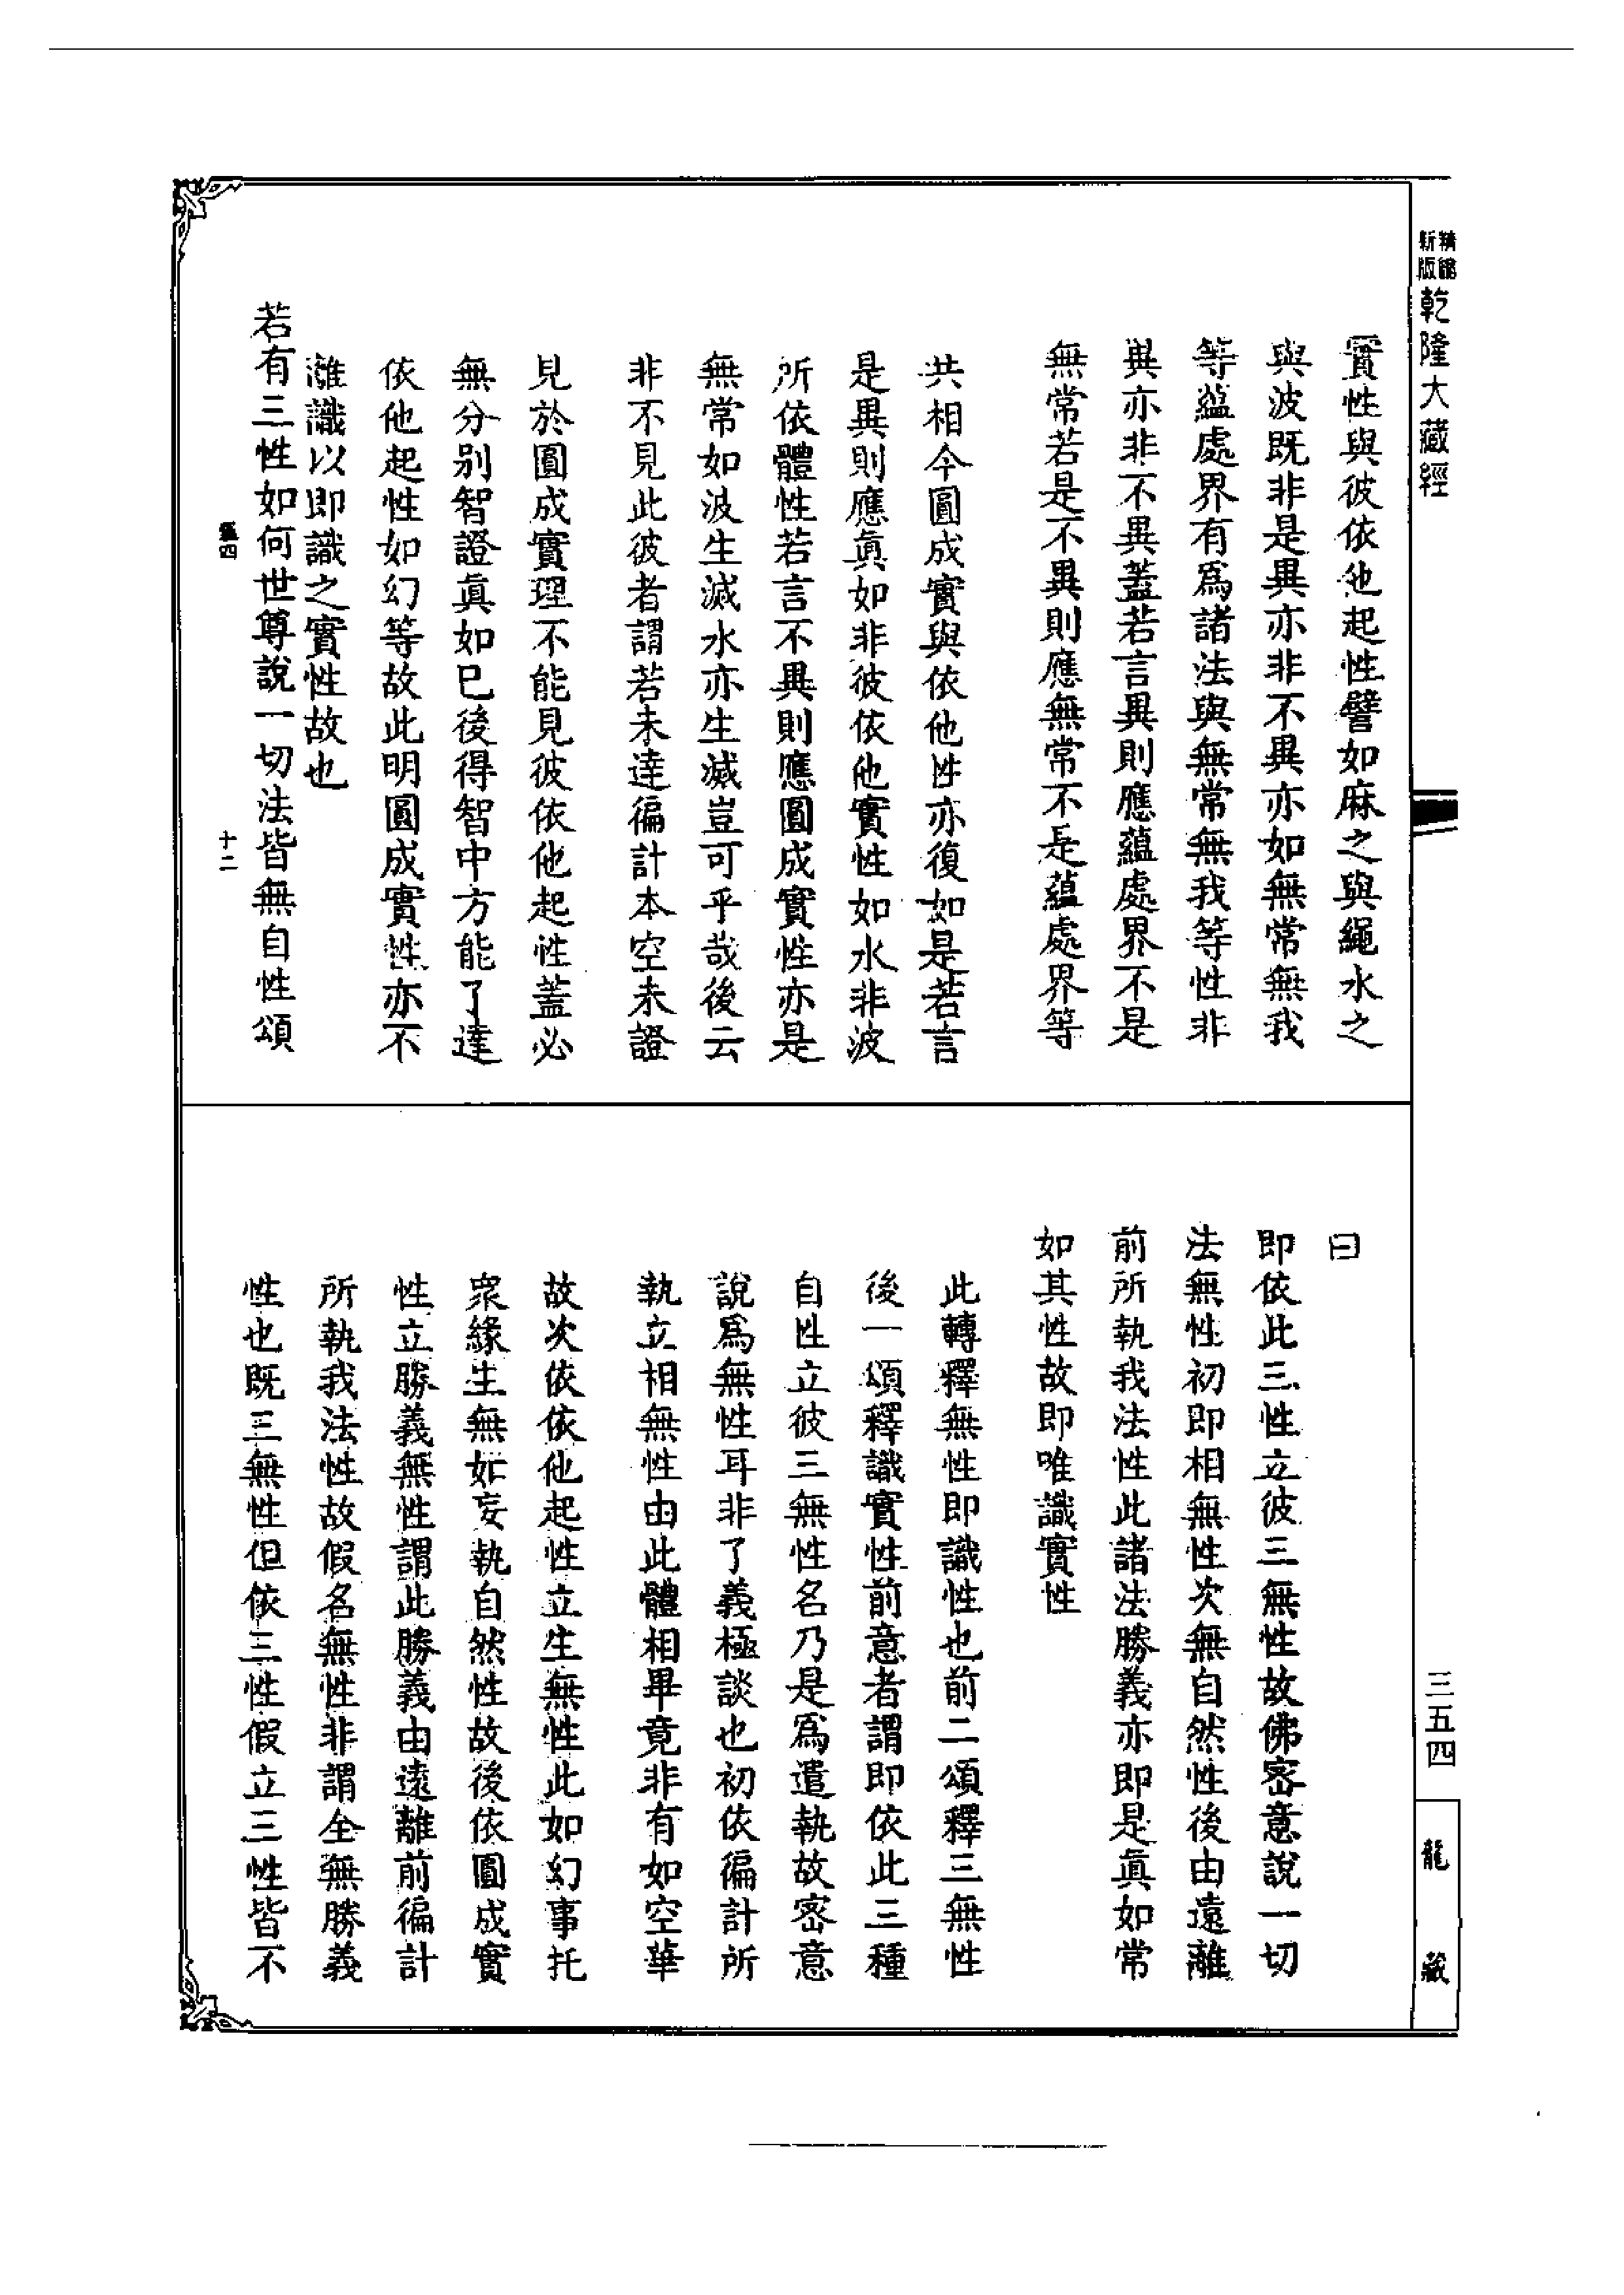 精縮
新版
乾隆大藏經
三五四
龍藏
實性與彼依他起性譬如麻之與繩水之
與波既非是異亦非不異亦如無常無我
等蘊處界有爲諸法與無常無我等性非
異亦非不異蓋若言異則應蘊處界不是
無常若是不異則應無常不是蘊處界等
共相今圓成實與依他性亦復如是若言
是異則應眞如非彼依他實性如水非波
所依體性若言不異則應圓成實性亦是
無常如波生滅水亦生滅豈可乎哉後云
非不見此彼者謂若未達徧計本空未證
見於圓成實理不能見彼依他起性蓋必
無分別智證眞如巳後得智中方能了達
依他起性如幻等故此明圓成實性亦不
離識以即識之實性故也
若有三性如何世尊說一切法皆無自性頌
四
十二
曰
即依此三性立彼三無性故佛密意說一切
法無性初即相無性次無自然性後由遠離
前所執我法性此諸法勝義亦即是眞如常
如其性故即唯識實性
此轉釋無性即識性也前二頌釋三無性
後一頌釋識實性前意者謂即依此三種
自性立彼三無性名乃是爲遣執故密意
說爲無性耳非了義極談也初依徧計所
執立相無性由此體相畢竟非有如空華
故次依依他起性立生無性此如幻事托
衆緣生無如妄執自然性故後依圓成實
性立勝義無性謂此勝義由遠離前徧計
所執我法性故假名無性非謂全無勝義
性也既三無性但依三性假立三性皆不